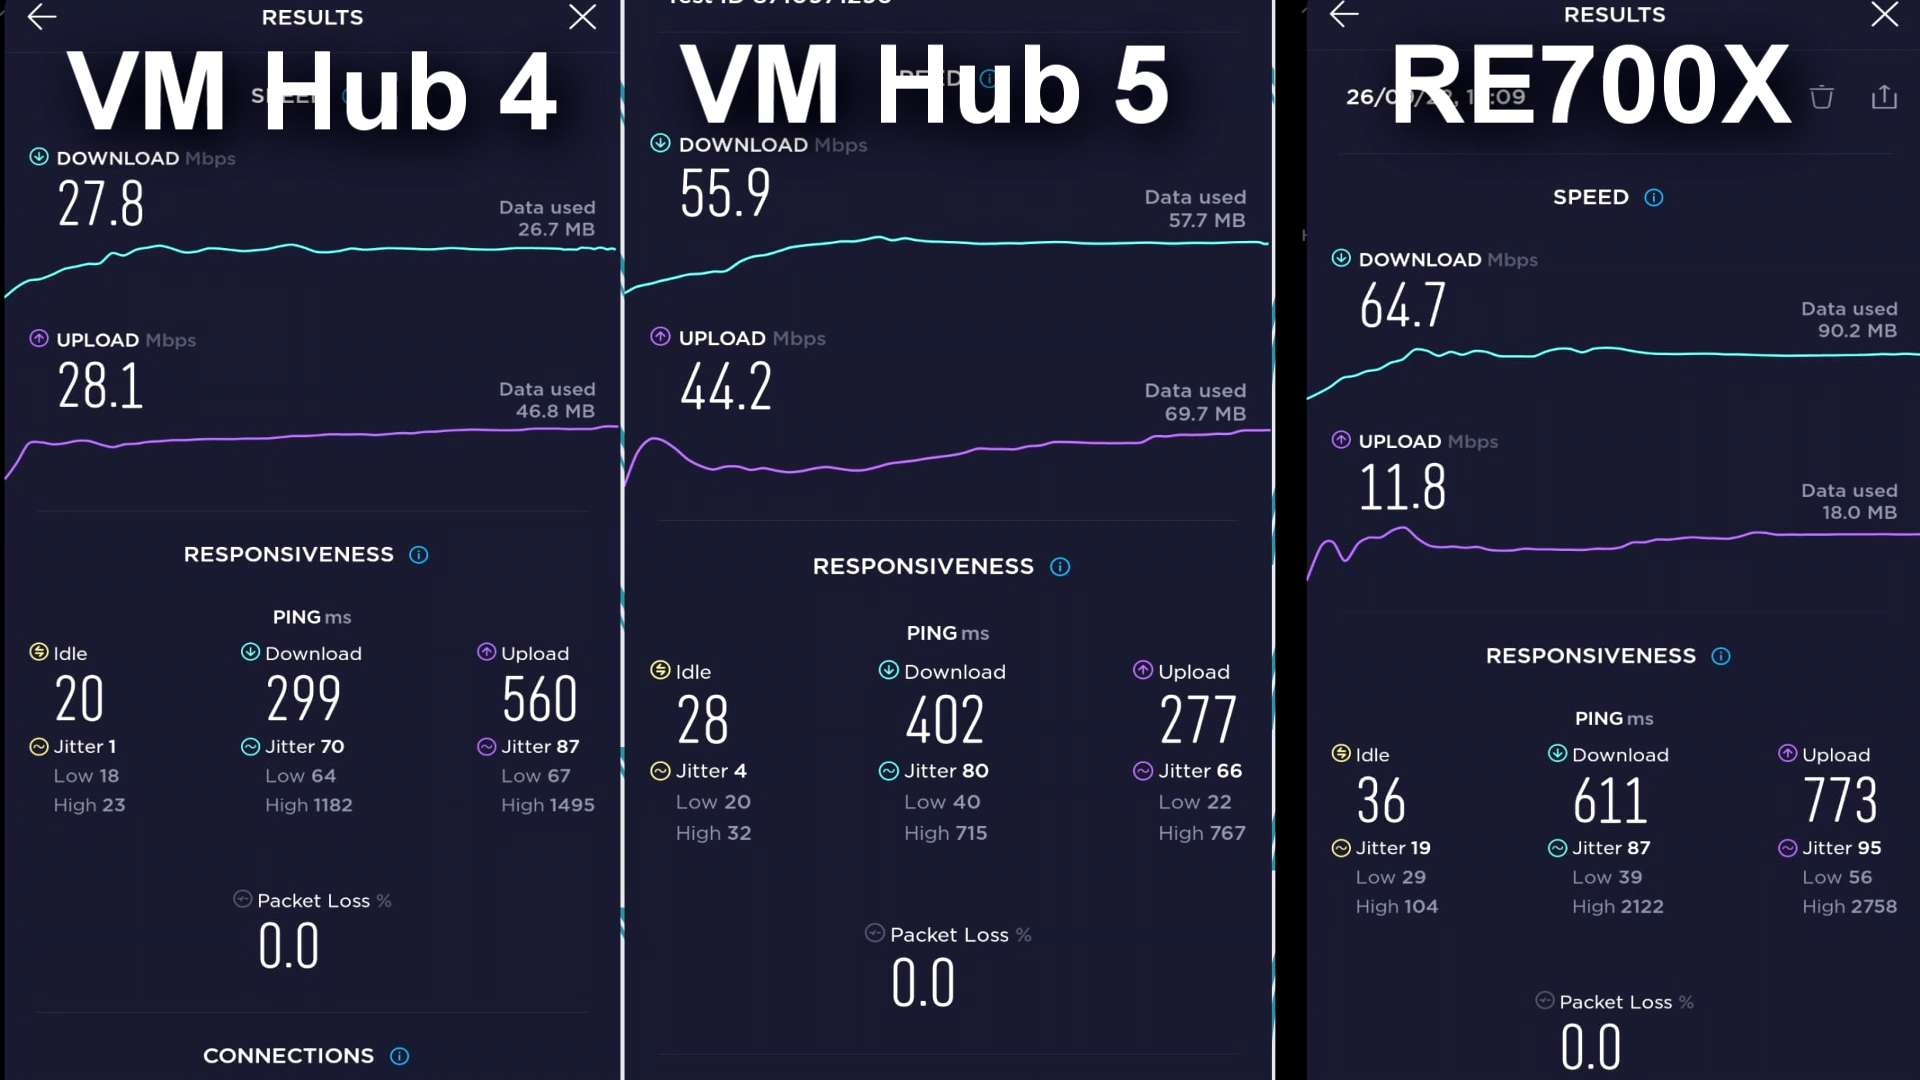 RESULTS
VM Hub 4
DOWNLOAD Mbps
27.8
Data used
26.7 MB
UPLOAD Mbps
28.1
Data used
46.8 MB
RESPONSIVENESS
PING ms
Idle Download Upload
20 299 560
Jitter 1 Jitter 70 Jitter 87
Low 18 Low 64 Low 67
High 23 High 1182 High 1495
Packet Loss %
0.0
CONNECTIONS
VM Hub 5
DOWNLOAD Mbps
55.9
Data used
57.7 MB
UPLOAD Mbps
44.2
Data used
69.7 MB
RESPONSIVENESS
PING ms
Idle Download Upload
28 402 277
Jitter 4 Jitter 80 Jitter 66
Low 20 Low 40 Low 22
High 32 High 715 High 767
Packet Loss %
0.0
RESULTS
RE700X
SPEED
DOWNLOAD Mbps
64.7
Data used
90.2 MB
UPLOAD Mbps
11.8
Data used
18.0 MB
RESPONSIVENESS
PING ms
Idle Download Upload
36 611 773
Jitter 19 Jitter 87 Jitter 95
Low 29 Low 39 Low 56
High 104 High 2122 High 2758
Packet Loss %
0.0